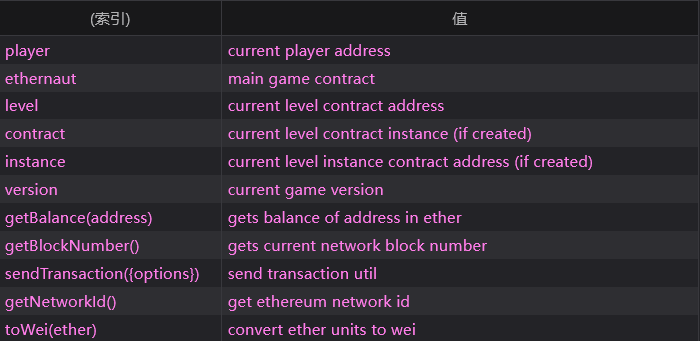 (索引) 值
player current player address
ethernaut main game contract
level current level contract address
contract current level contract instance (if created)
instance current level instance contract address (if created)
version current game version
getBalance(address) gets balance of address in ether
getBlockNumber() gets current network block number
sendTransaction({options}) send transaction util
getNetworkId() get ethereum network id
toWei(ether) convert ether units to wei